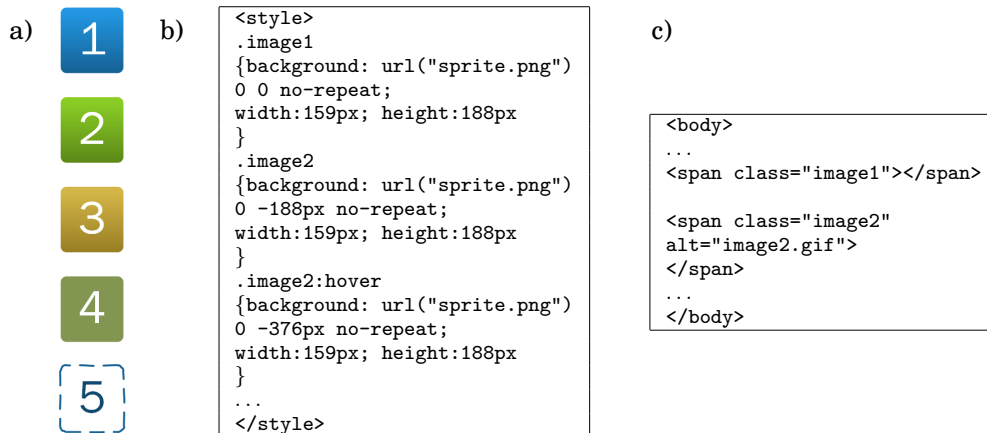 a)
1
2
3
4
5
b)
<style>
.image1
{background: url("sprite.png")
0 0 no-repeat;
width:159px; height:188px
}
.image2
{background: url("sprite.png")
0 -188px no-repeat;
width:159px; height:188px
}
.image2:hover
{background: url("sprite.png")
0 -376px no-repeat;
width:159px; height:188px
}
...
</style>
c)
<body>
...
<span class="image1"></span>
<span class="image2"
alt="image2.gif">
</span>
...
</body>